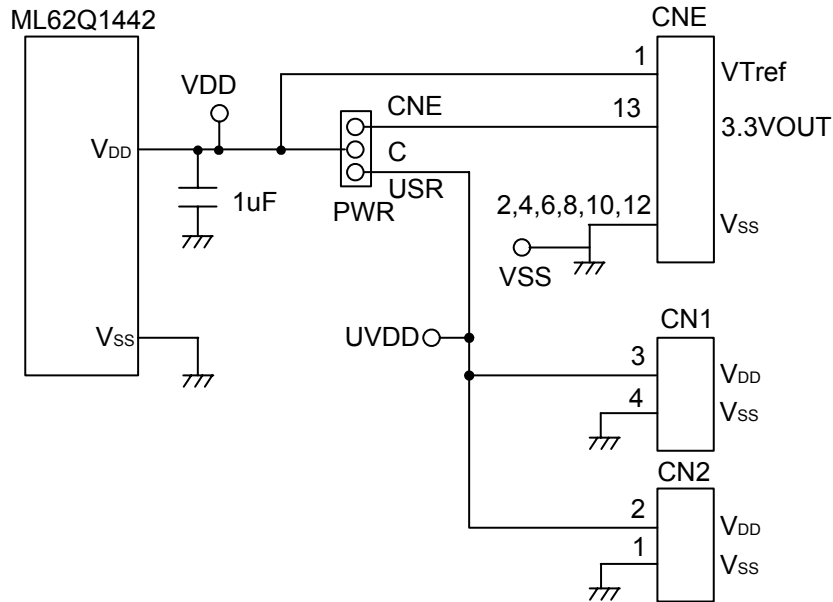 ML62Q1442
CNE
1
VTref
VDD
CNE
13
3.3VOUT
VDD
C
1uF
USR
PWR
2,4,6,8,10,12
VSS
VSS
VSS
UVDD
CN1
3
VDD
4
VSS
CN2
2
VDD
1
VSS